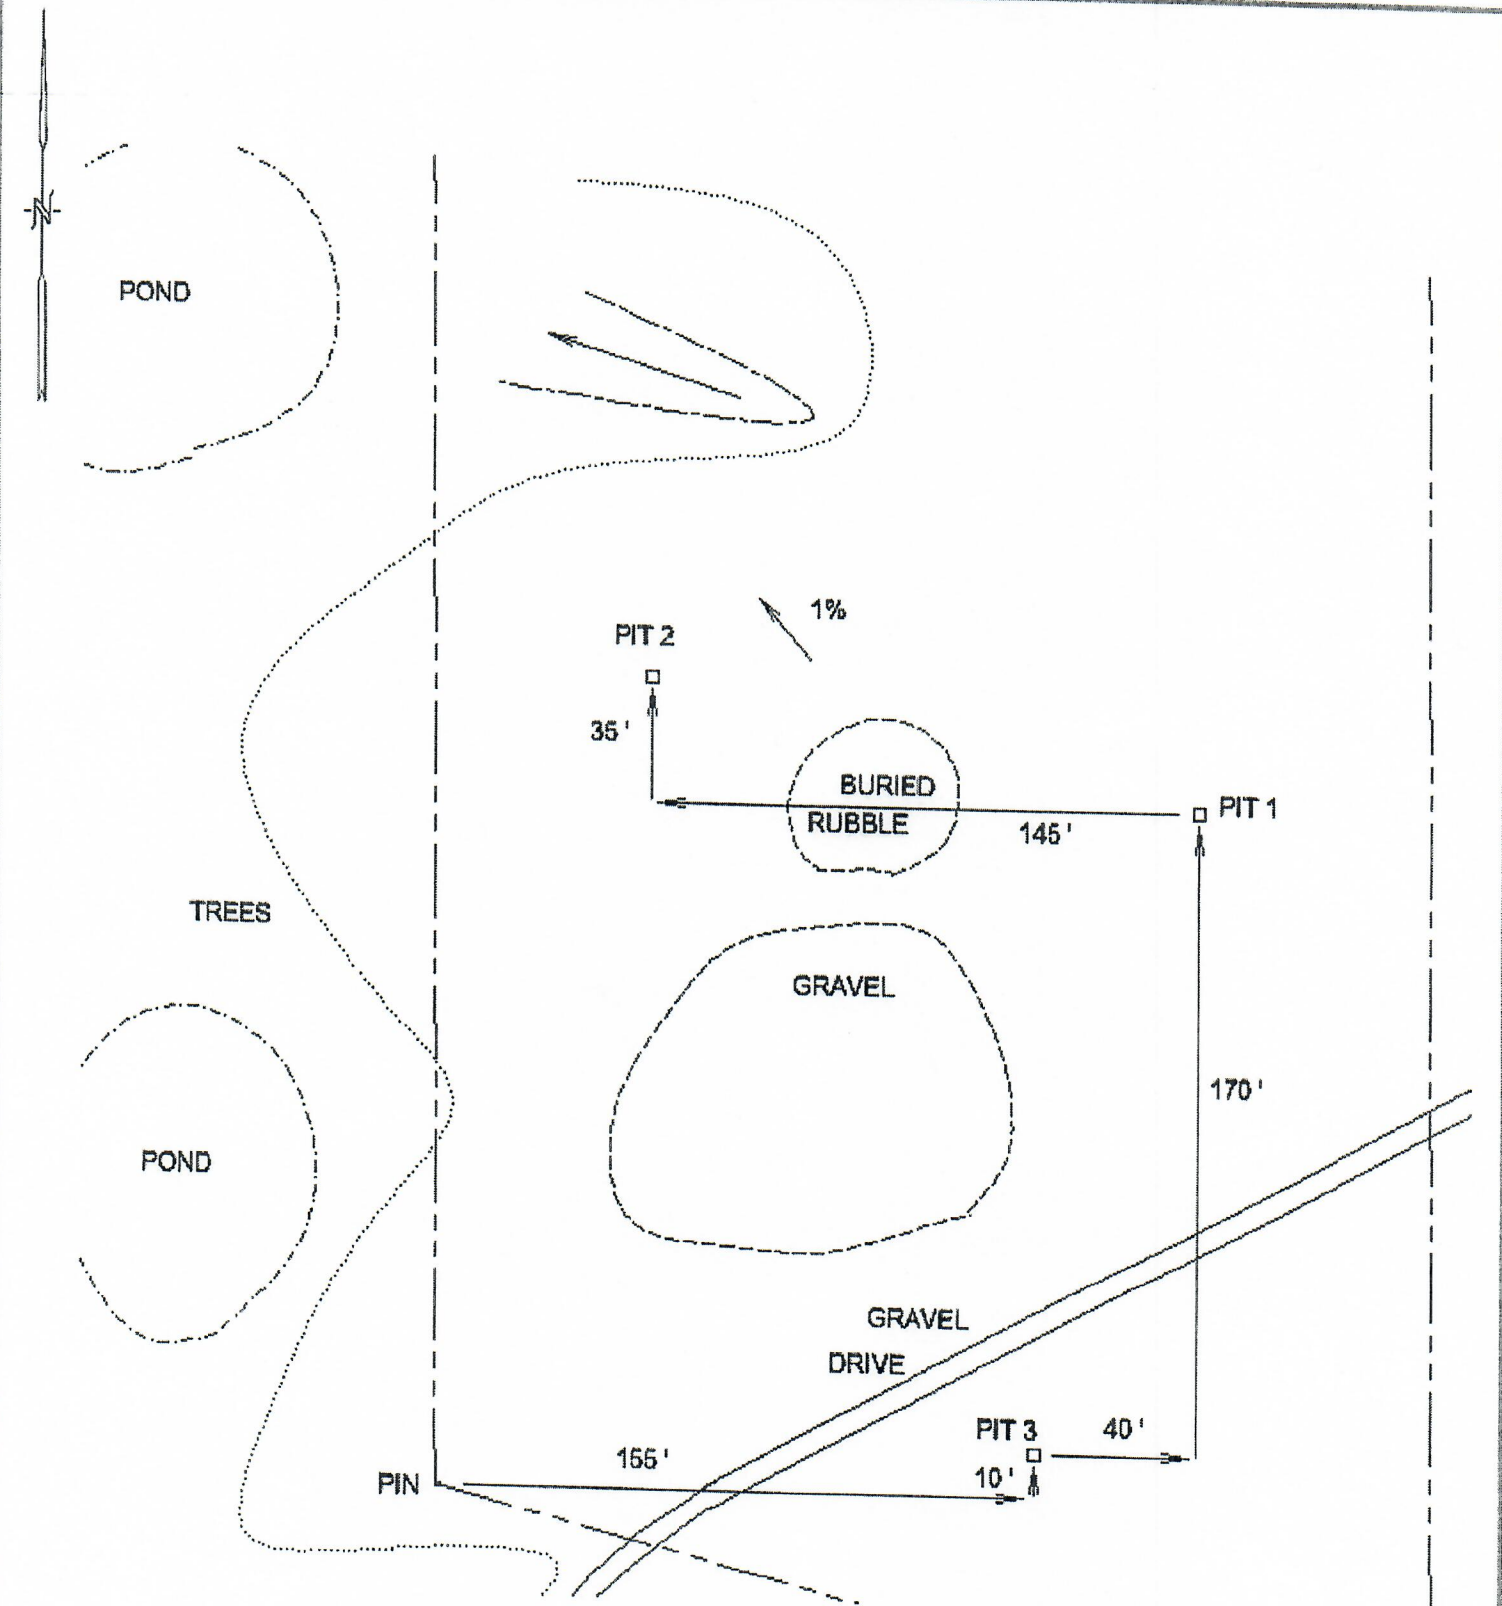 N
POND
1%
PIT 2
35'
BURIED
RUBBLE
PIT 1
145'
TREES
GRAVEL
170'
POND
GRAVEL
DRIVE
PIT 3
40'
155'
10'
PIN